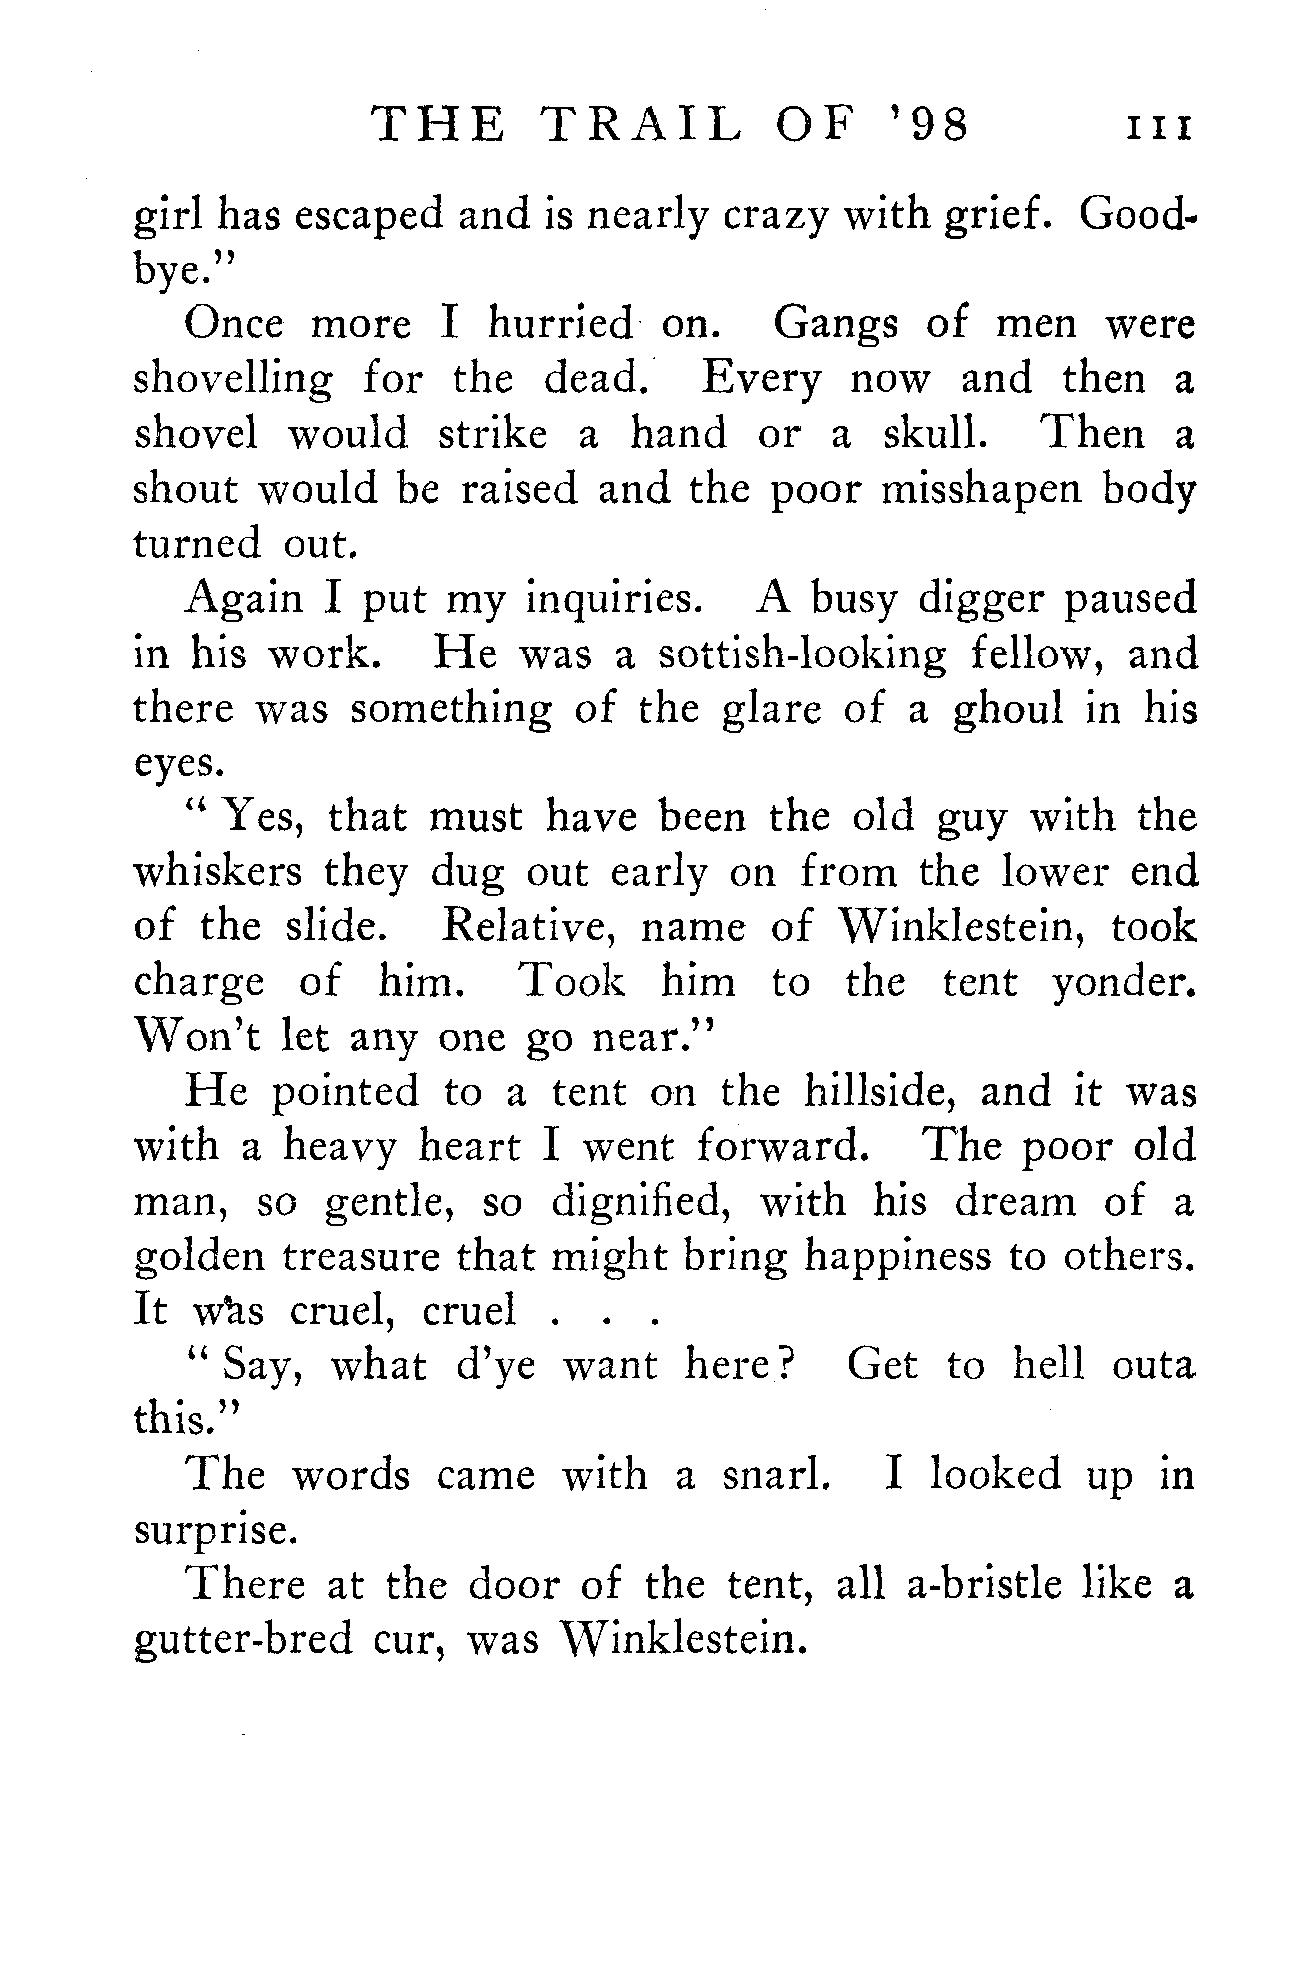 THE TRAIL OF '98 111
girl has escaped and is nearly crazy with grief. Good-
bye."
Once more I hurried on. Gangs of men were
shovelling for the dead. Every now and then a
shovel would strike a hand or a skull. Then a
shout would be raised and the poor misshapen body
turned out.
Again I put my inquiries. A busy digger paused
in his work. He was a sottish-looking fellow, and
there was something of the glare of a ghoul in his
eyes.
" Yes, that must have been the old guy with the
whiskers they dug out early on from the lower end
of the slide. Relative, name of Winklestein, took
charge of him. Took him to the tent yonder.
Won't let any one go near."
He pointed to a tent on the hillside, and it was
with a heavy heart I went forward. The poor old
man, so gentle, so dignified, with his dream of a
golden treasure that might bring happiness to others.
It was cruel, cruel . . .
" Say, what d'ye want here? Get to hell outa
this."
The words came with a snarl. I looked up in
surprise.
There at the door of the tent, all a-bristle like a
gutter-bred cur, was Winklestein.